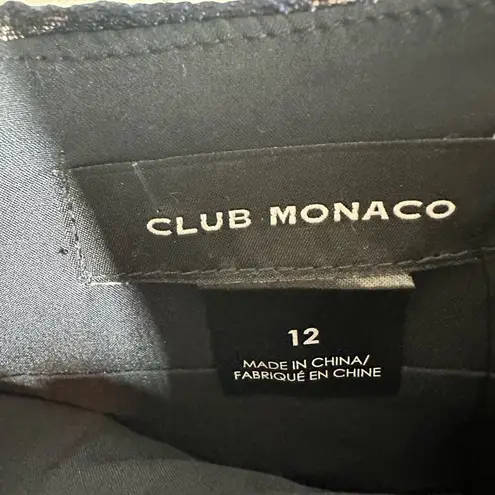 CLUB MONACO
12
MADE IN CHINA/
FABRIQUÉ EN CHINE